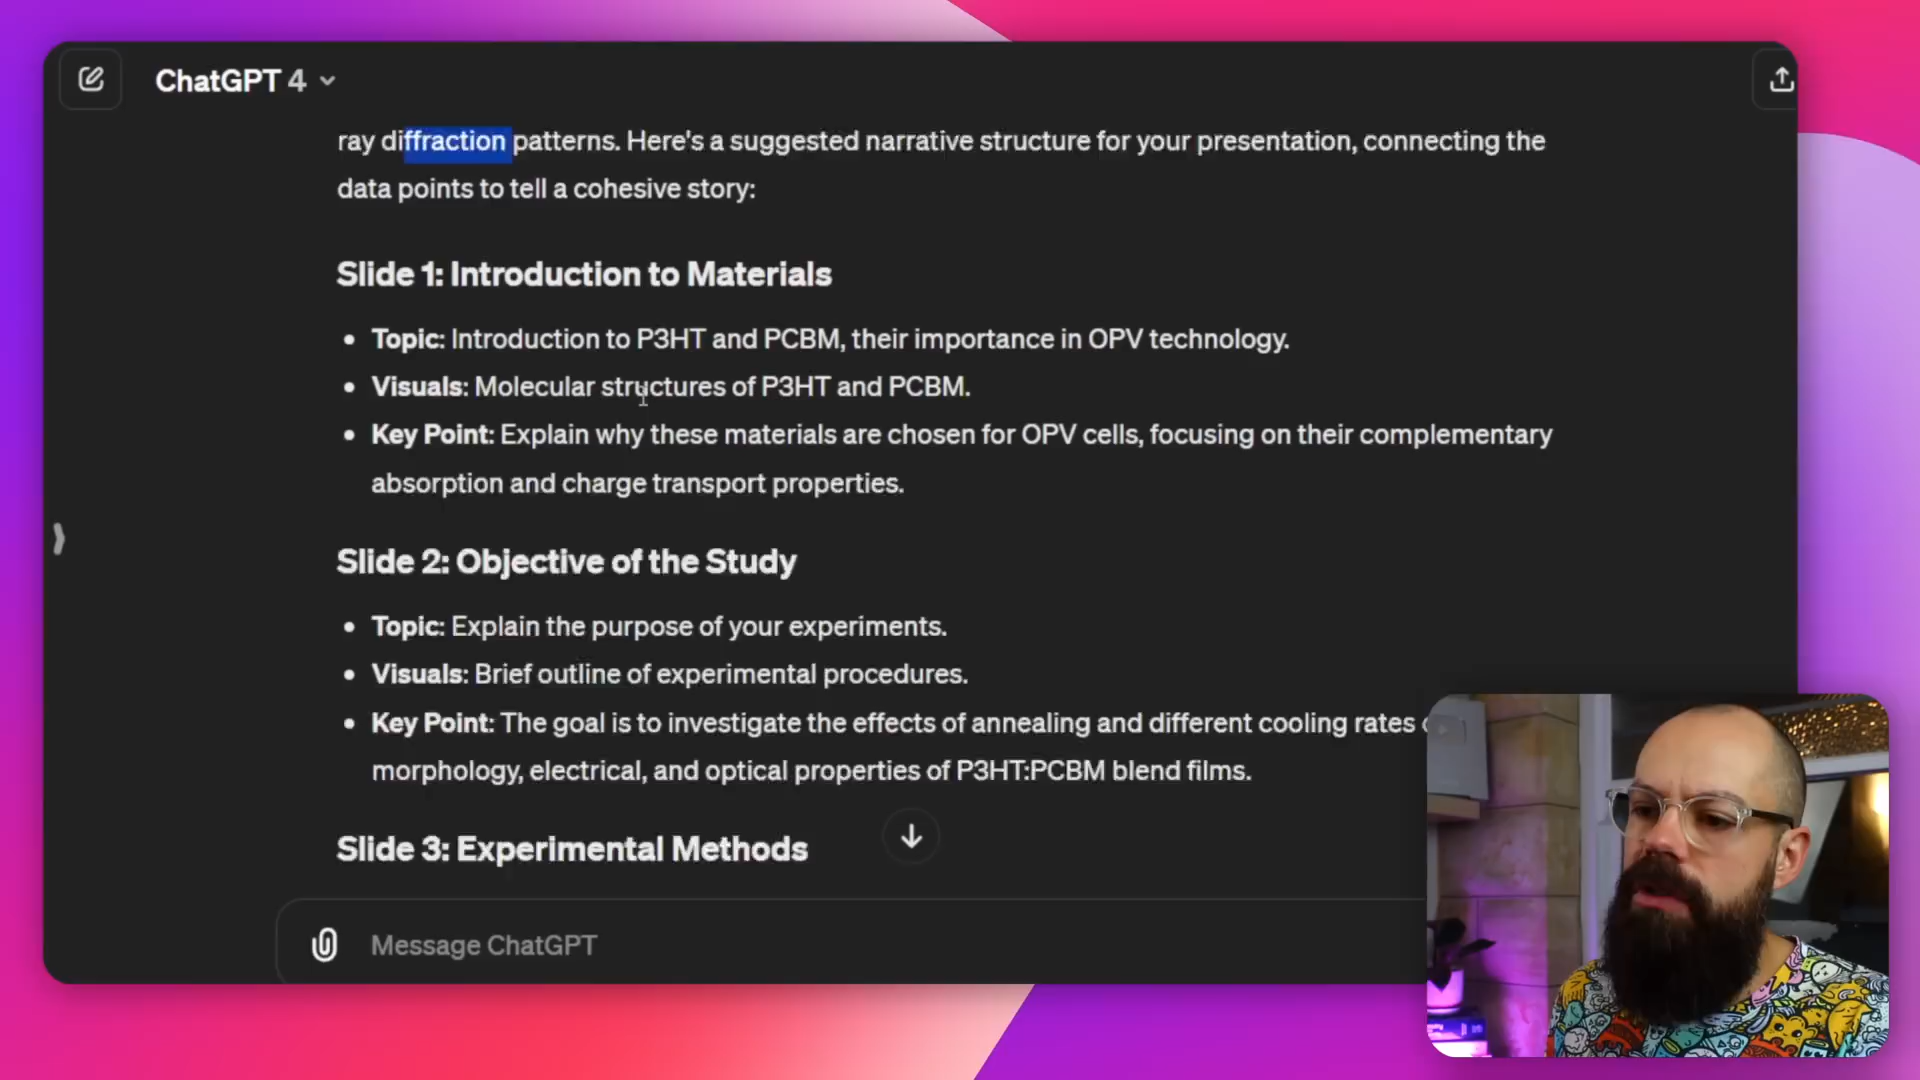 ChatGPT 4
ray diffraction patterns. Here's a suggested narrative structure for your presentation, connecting the
data points to tell a cohesive story:
Slide 1: Introduction to Materials
• Topic: Introduction to P3HT and PCBM, their importance in OPV technology.
• Visuals: Molecular structures of P3HT and PCBM.
• Key Point: Explain why these materials are chosen for OPV cells, focusing on their complementary
absorption and charge transport properties.
Slide 2: Objective of the Study
• Topic: Explain the purpose of your experiments.
• Visuals: Brief outline of experimental procedures.
• Key Point: The goal is to investigate the effects of annealing and different cooling rates
morphology, electrical, and optical properties of P3HT:PCBM blend films.
Slide 3: Experimental Methods
Message ChatGPT